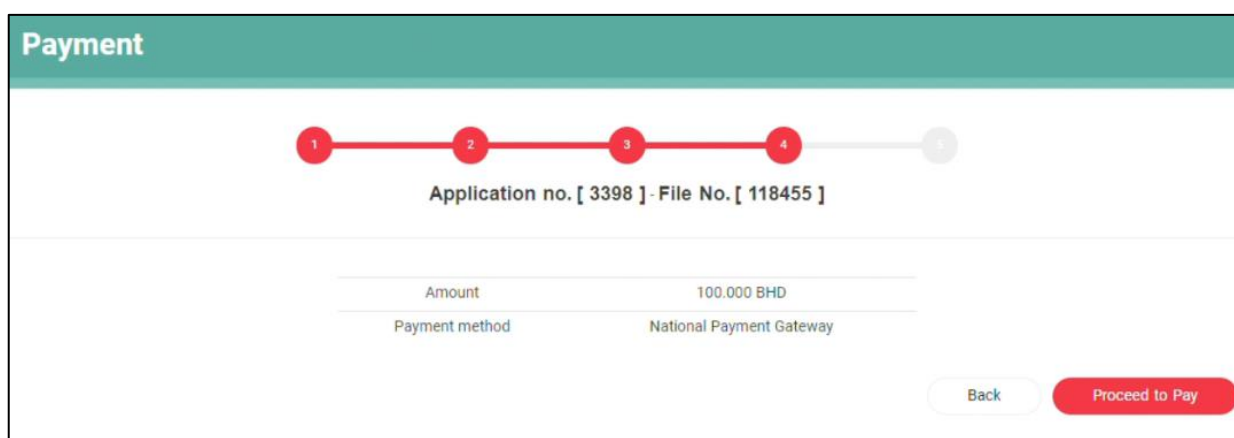 Payment
1 2 3 4 5
Application no. [ 3398 ] - File No. [ 118455 ]
Amount 100.000 BHD
Payment method National Payment Gateway
Back Proceed to Pay